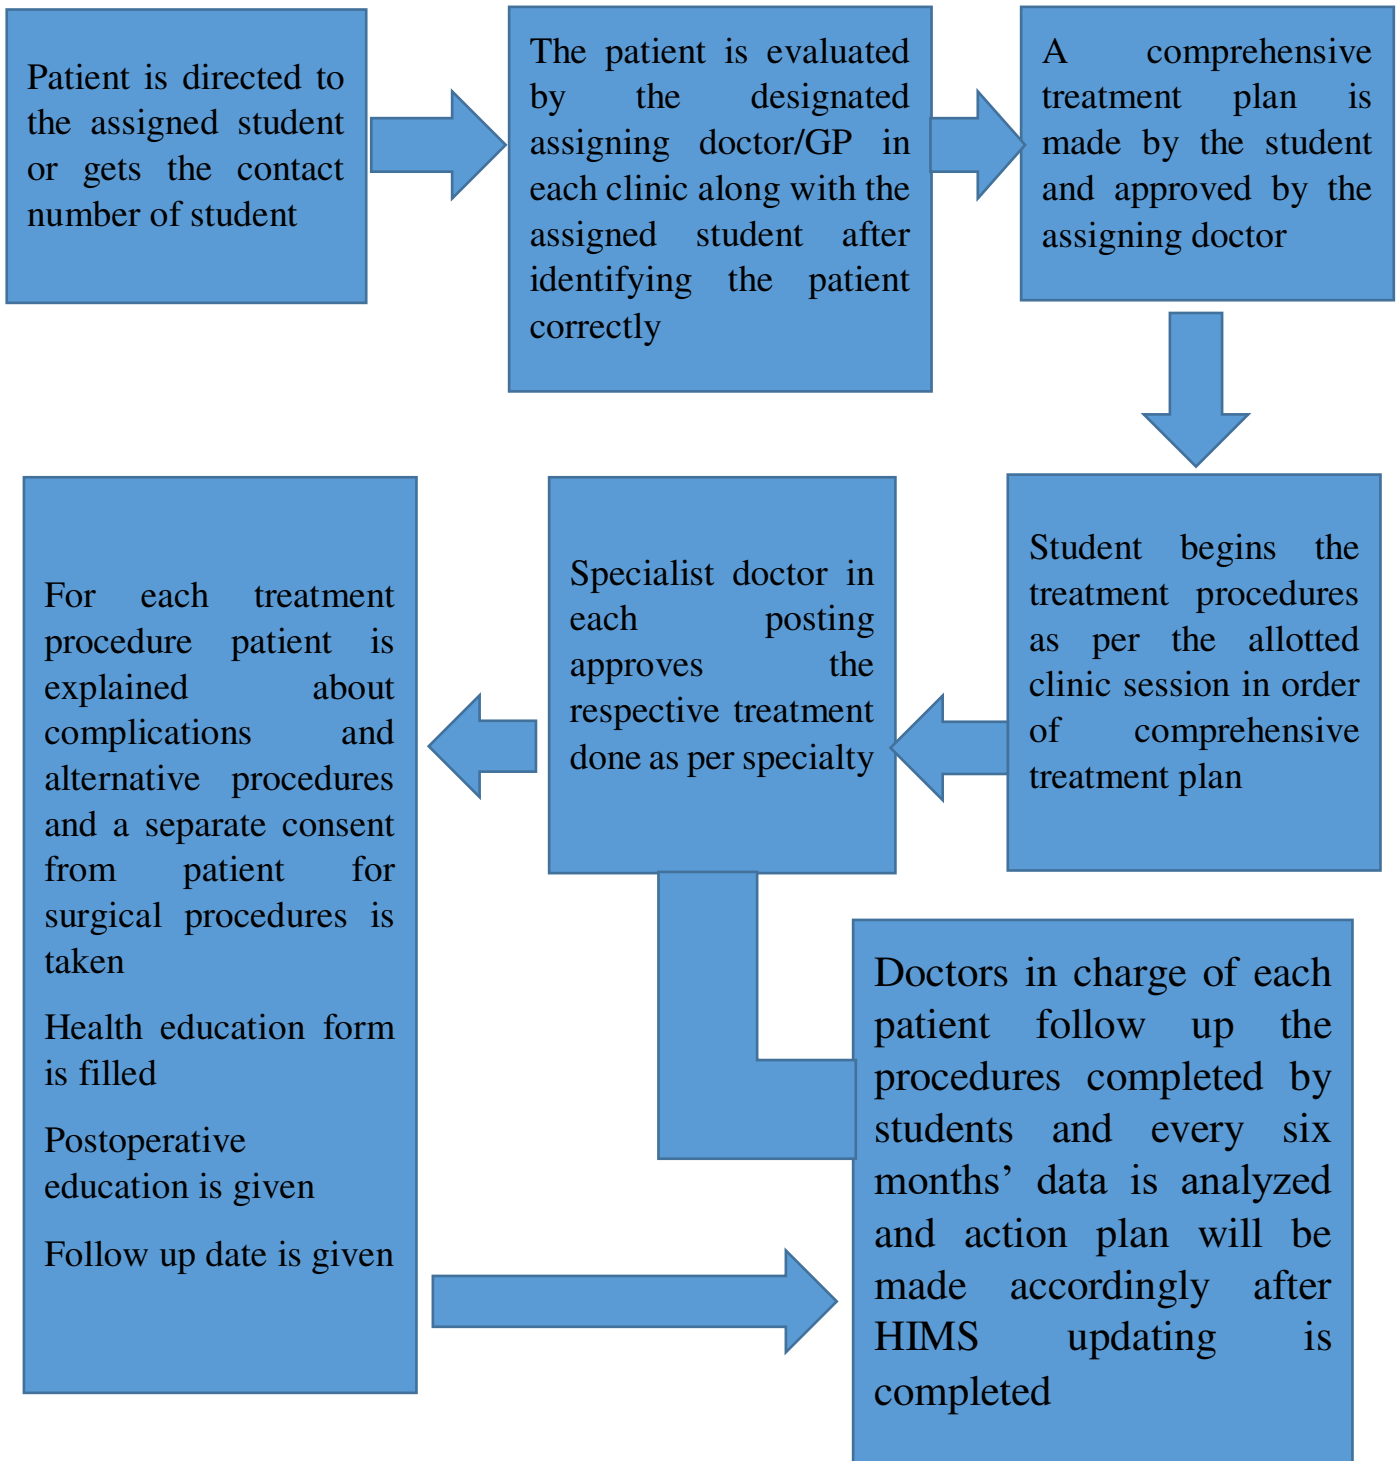 Patient is directed to
the assigned student
or gets the contact
number of student
The patient is evaluated
by the designated
assigning doctor/GP in
each clinic along with the
assigned student after
identifying the patient
correctly
A comprehensive
treatment plan is
made by the student
and approved by the
assigning doctor
Student begins the
treatment procedures
as per the allotted
clinic session in order
of comprehensive
treatment plan
Specialist doctor in
each posting
approves the
respective treatment
done as per specialty
For each treatment
procedure patient is
explained about
complications and
alternative procedures
and a separate consent
from patient for
surgical procedures is
taken
Health education form
is filled
Postoperative
education is given
Follow up date is given
Doctors in charge of each
patient follow up the
procedures completed by
students and every six
months’ data is analyzed
and action plan will be
made accordingly after
HIMS updating is
completed